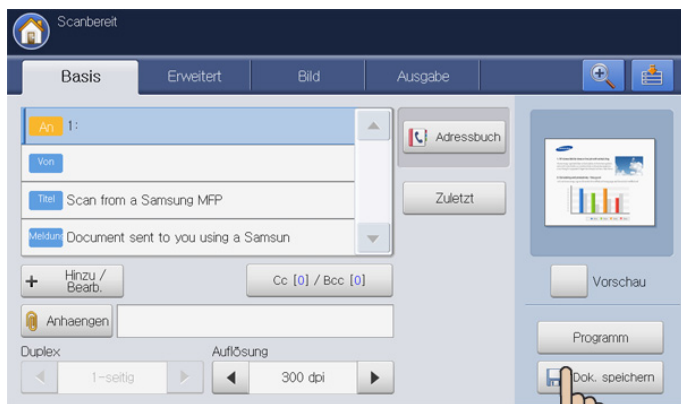 Scanbereit
Basis
Erweitert
Bild
Ausgabe
An 1:
Von
Titel Scan from a Samsung MFP
Meldung Document sent to you using a Samsun
Adressbuch
Zuletzt
+ Hinzu /
Bearb.
Cc [0] / Bcc [0]
Anhaengen
Duplex
1-seitig
Auflösung
300 dpi
Vorschau
Programm
Dok. speichern